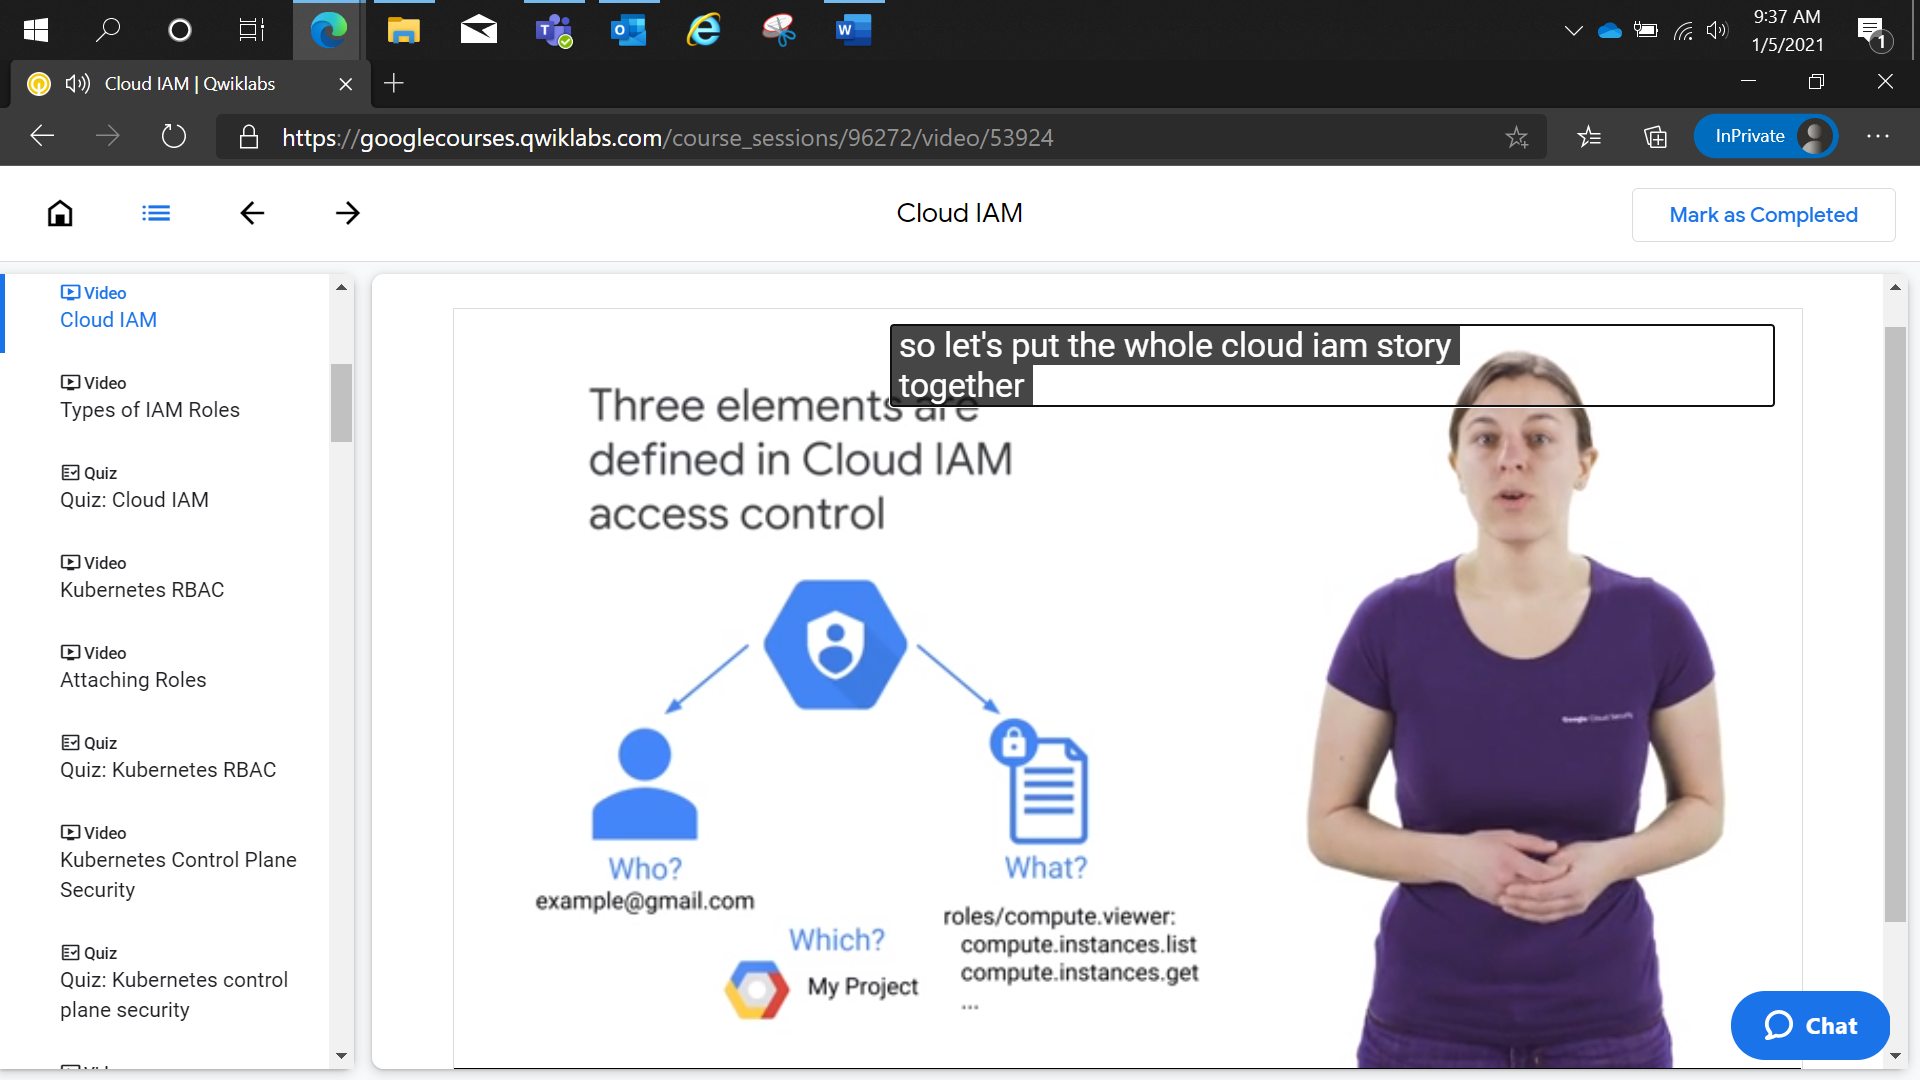 9:37 AM
1/5/2021
1
Cloud IAM | Qwiklabs
https://googlecourses.qwiklabs.com/course_sessions/96272/video/53924
InPrivate
Cloud IAM
Mark as Completed
Video
Cloud IAM
Video
Types of IAM Roles
Quiz
Quiz: Cloud IAM
Video
Kubernetes RBAC
Video
Attaching Roles
Quiz
Quiz: Kubernetes RBAC
Video
Kubernetes Control Plane
Security
Quiz
Quiz: Kubernetes control
plane security
so let's put the whole cloud iam story
together
Three elements are
defined in Cloud IAM
access control
Who?
example@gmail.com
What?
roles/compute.viewer:
compute.instances.list
compute.instances.get
...
Which?
My Project
Google Cloud Security
Chat